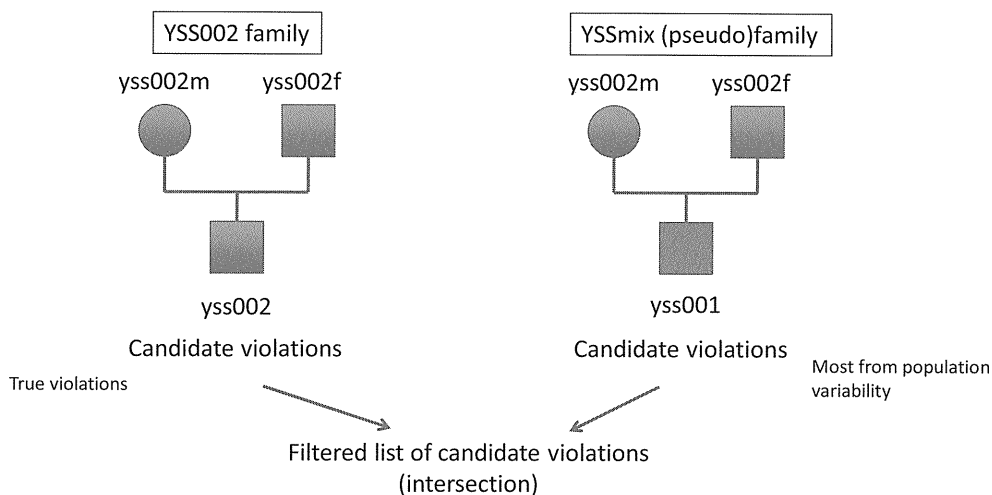 YSS002 family
yss002m
yss002f
yss002
Candidate violations
True violations
YSSmix (pseudo)family
yss002m
yss002f
yss001
Candidate violations
Most from population
variability
Filtered list of candidate violations
(intersection)